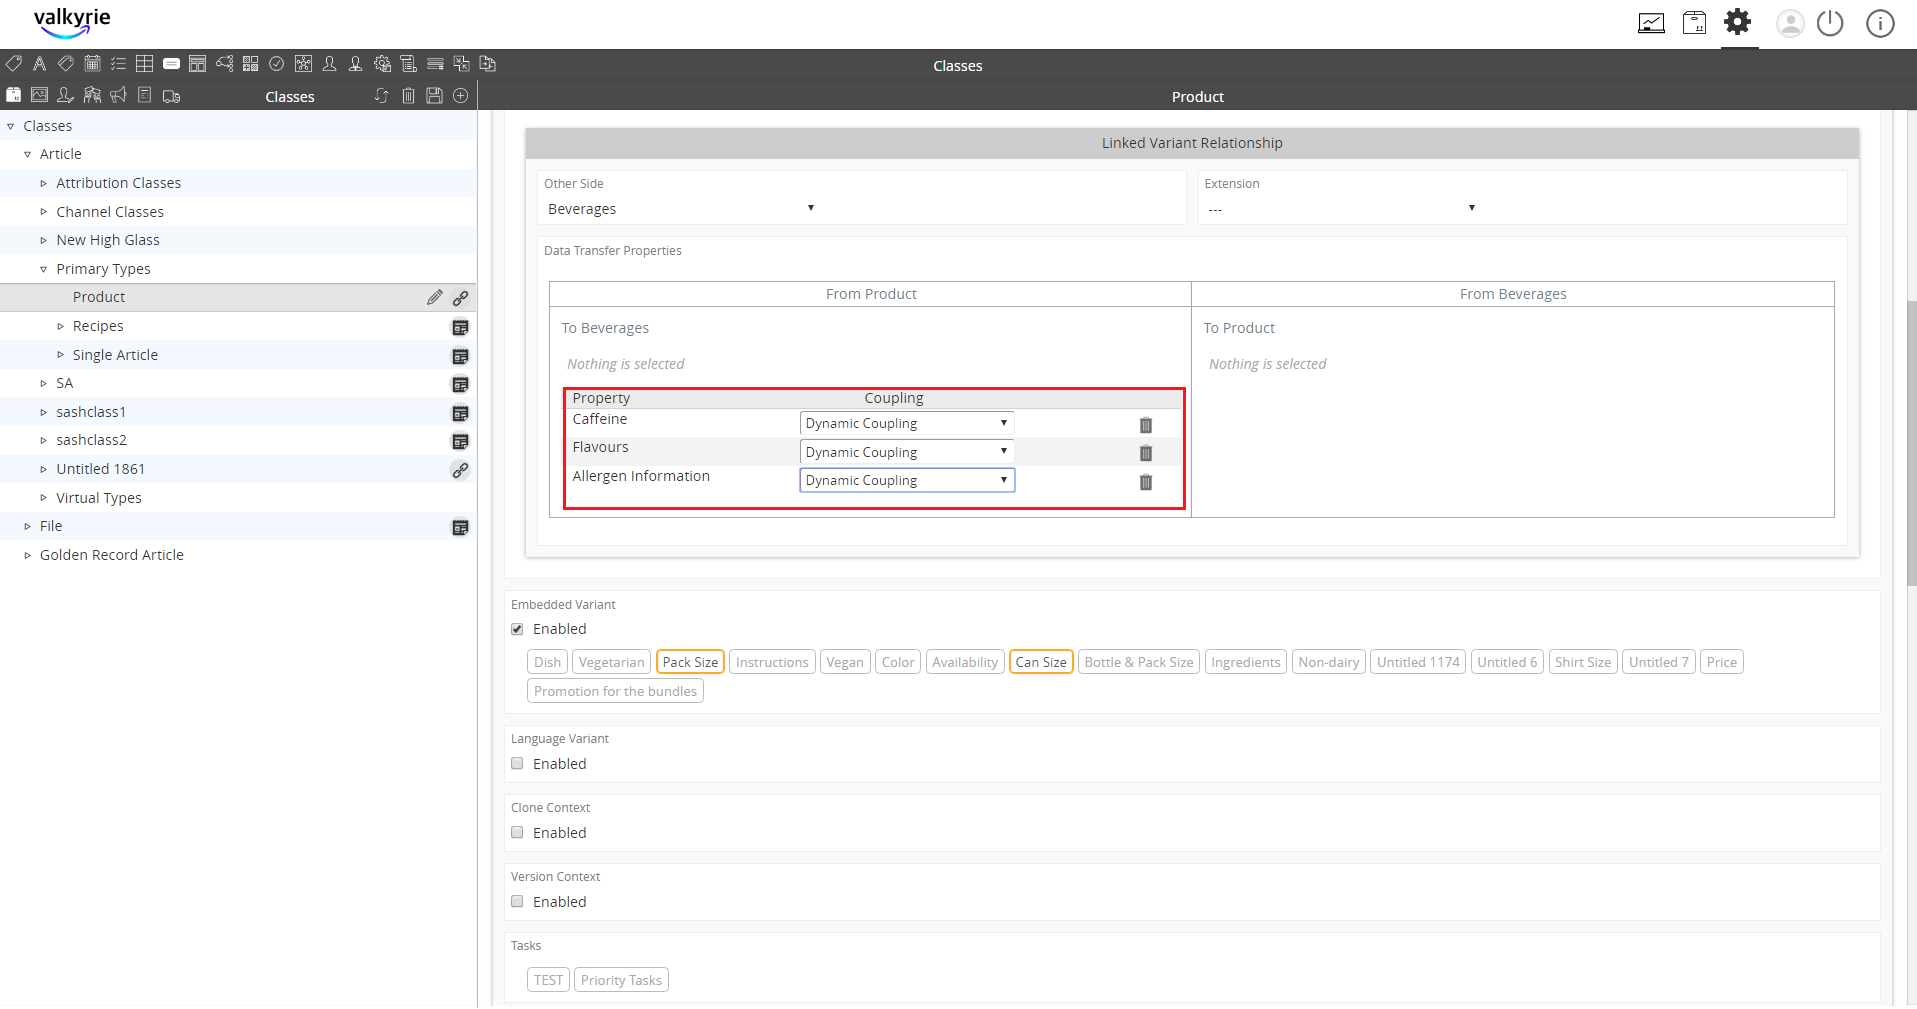 valkyrie
Classes
Classes
Product
Classes
Article
Attribution Classes
Channel Classes
New High Glass
Primary Types
Product
Recipes
Single Article
SA
sashclass1
sashclass2
Untitled 1861
Virtual Types
File
Golden Record Article
Linked Variant Relationship
Other Side
Extension
Beverages
---
Data Transfer Properties
From Product
From Beverages
To Beverages
To Product
Nothing is selected
Nothing is selected
Property Coupling
Caffeine Dynamic Coupling
Flavours Dynamic Coupling
Allergen Information Dynamic Coupling
Embedded Variant
Enabled
Dish Vegetarian Pack Size Instructions Vegan Color Availability Can Size Bottle & Pack Size Ingredients Non-dairy Untitled 1174 Untitled 6 Shirt Size Untitled 7 Price
Promotion for the bundles
Language Variant
Enabled
Clone Context
Enabled
Version Context
Enabled
Tasks
TEST Priority Tasks